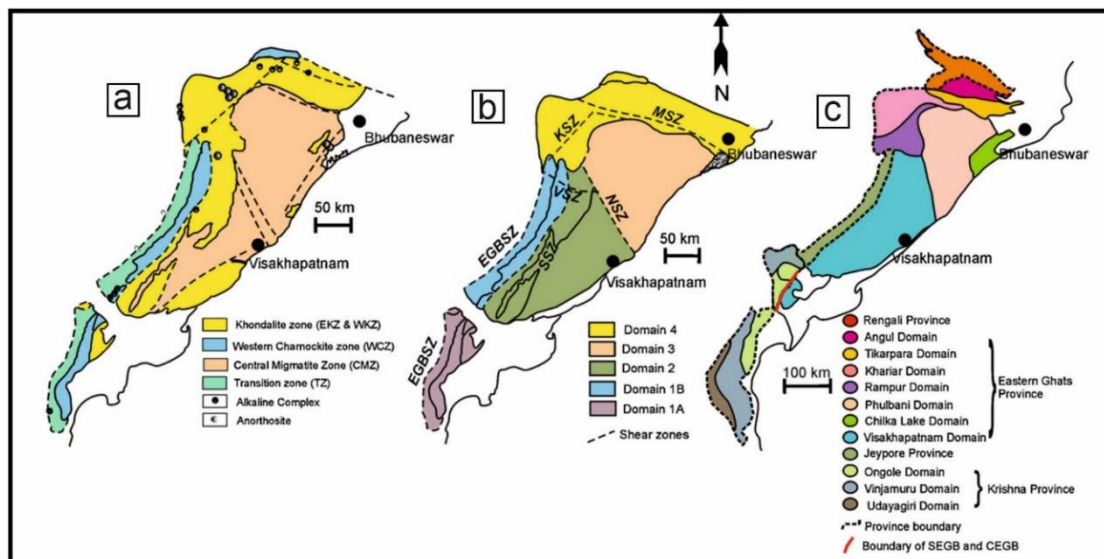 a
Bhubaneswar
50 km
Visakhapatnam
Khondalite zone (EKZ & WKZ)
Western Charnockite zone (WCZ)
Central Migmatite Zone (CMZ)
Transition zone (TZ)
Alkaline Complex
Anorthosite
N
b
KSZ
MSZ
Bhubaneswar
VSZ
NSZ
EGBSZ
SSZ
50 km
Visakhapatnam
EGBSZ
Domain 4
Domain 3
Domain 2
Domain 1B
Domain 1A
Shear zones
c
Bhubaneswar
Visakhapatnam
100 km
Rengali Province
Angul Domain
Tikarpara Domain
Khariar Domain
Rampur Domain
Phulbani Domain
Chilka Lake Domain
Visakhapatnam Domain
Eastern Ghats
Province
Jeypore Province
Ongole Domain
Vinjamuru Domain
Udayagiri Domain
Krishna Province
Province boundary
Boundary of SEGB and CEGB